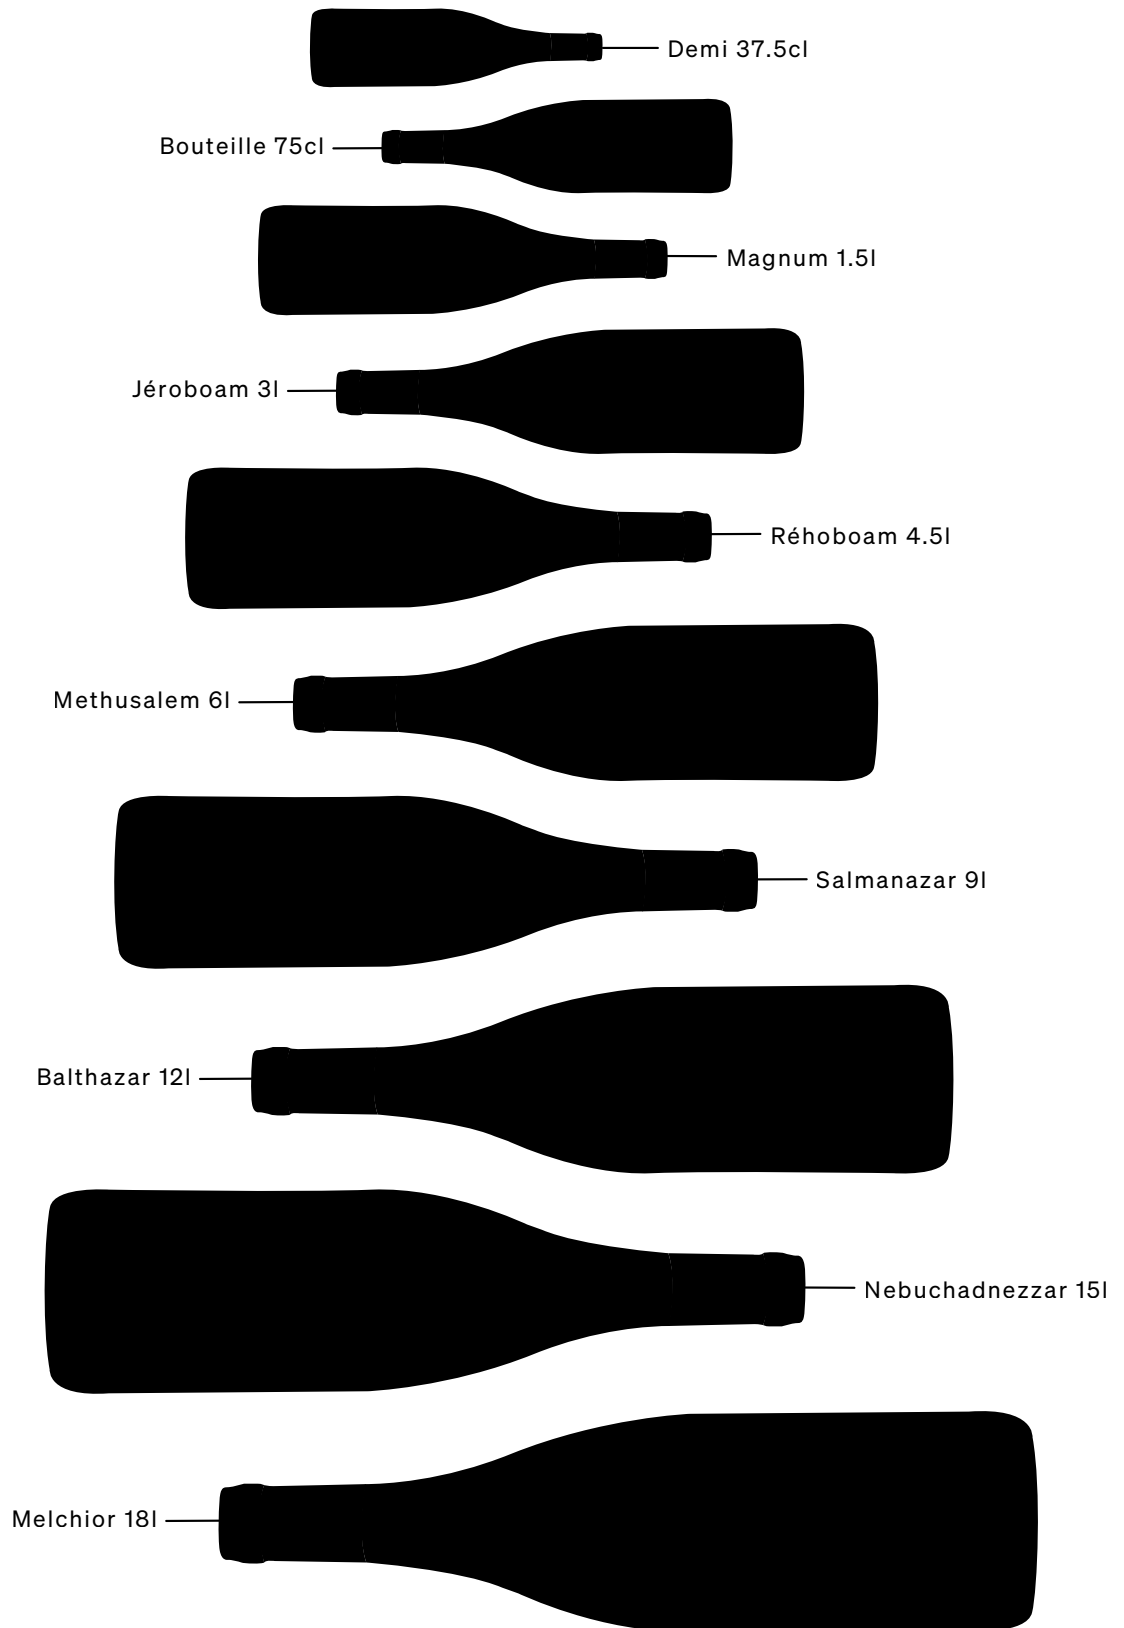 Demi 37.5cl
Bouteille 75cl
Magnum 1.5l
Jéroboam 3l
Réhoboam 4.5l
Methusalem 6l
Salmanazar 9l
Balthazar 12l
Nebuchadnezzar 15l
Melchior 18l